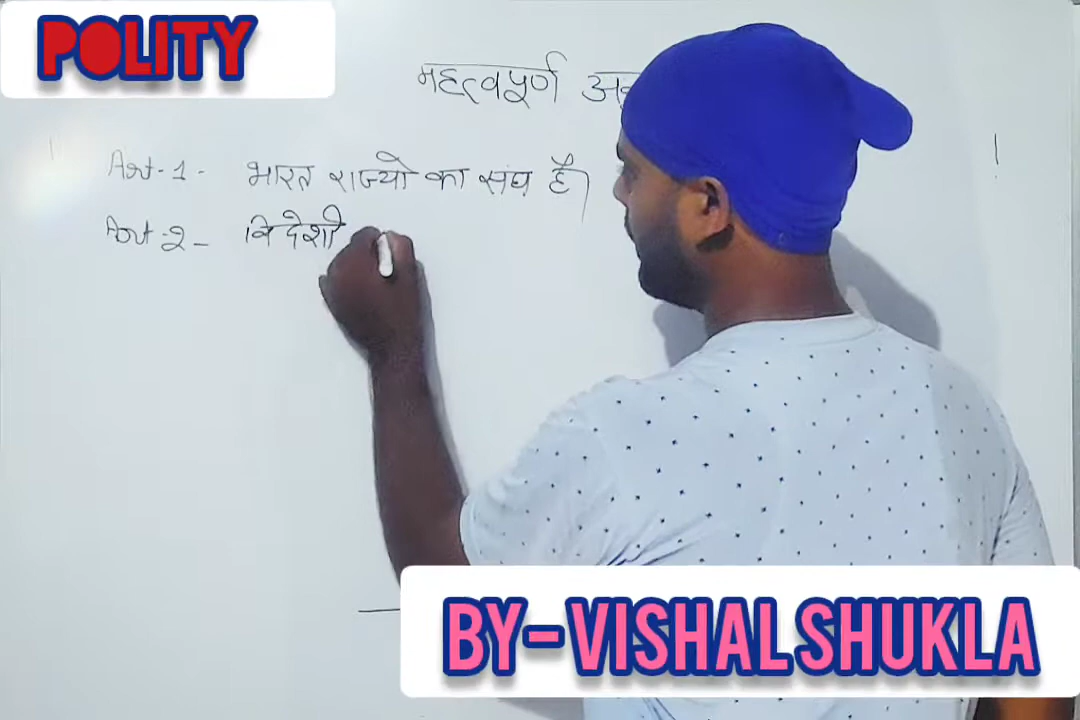 POLITY
महत्वपूर्ण
Art-1- भारत राज्यो का संघ है।
Art-2- विदेशी
BY-VISHAL SHUKLA